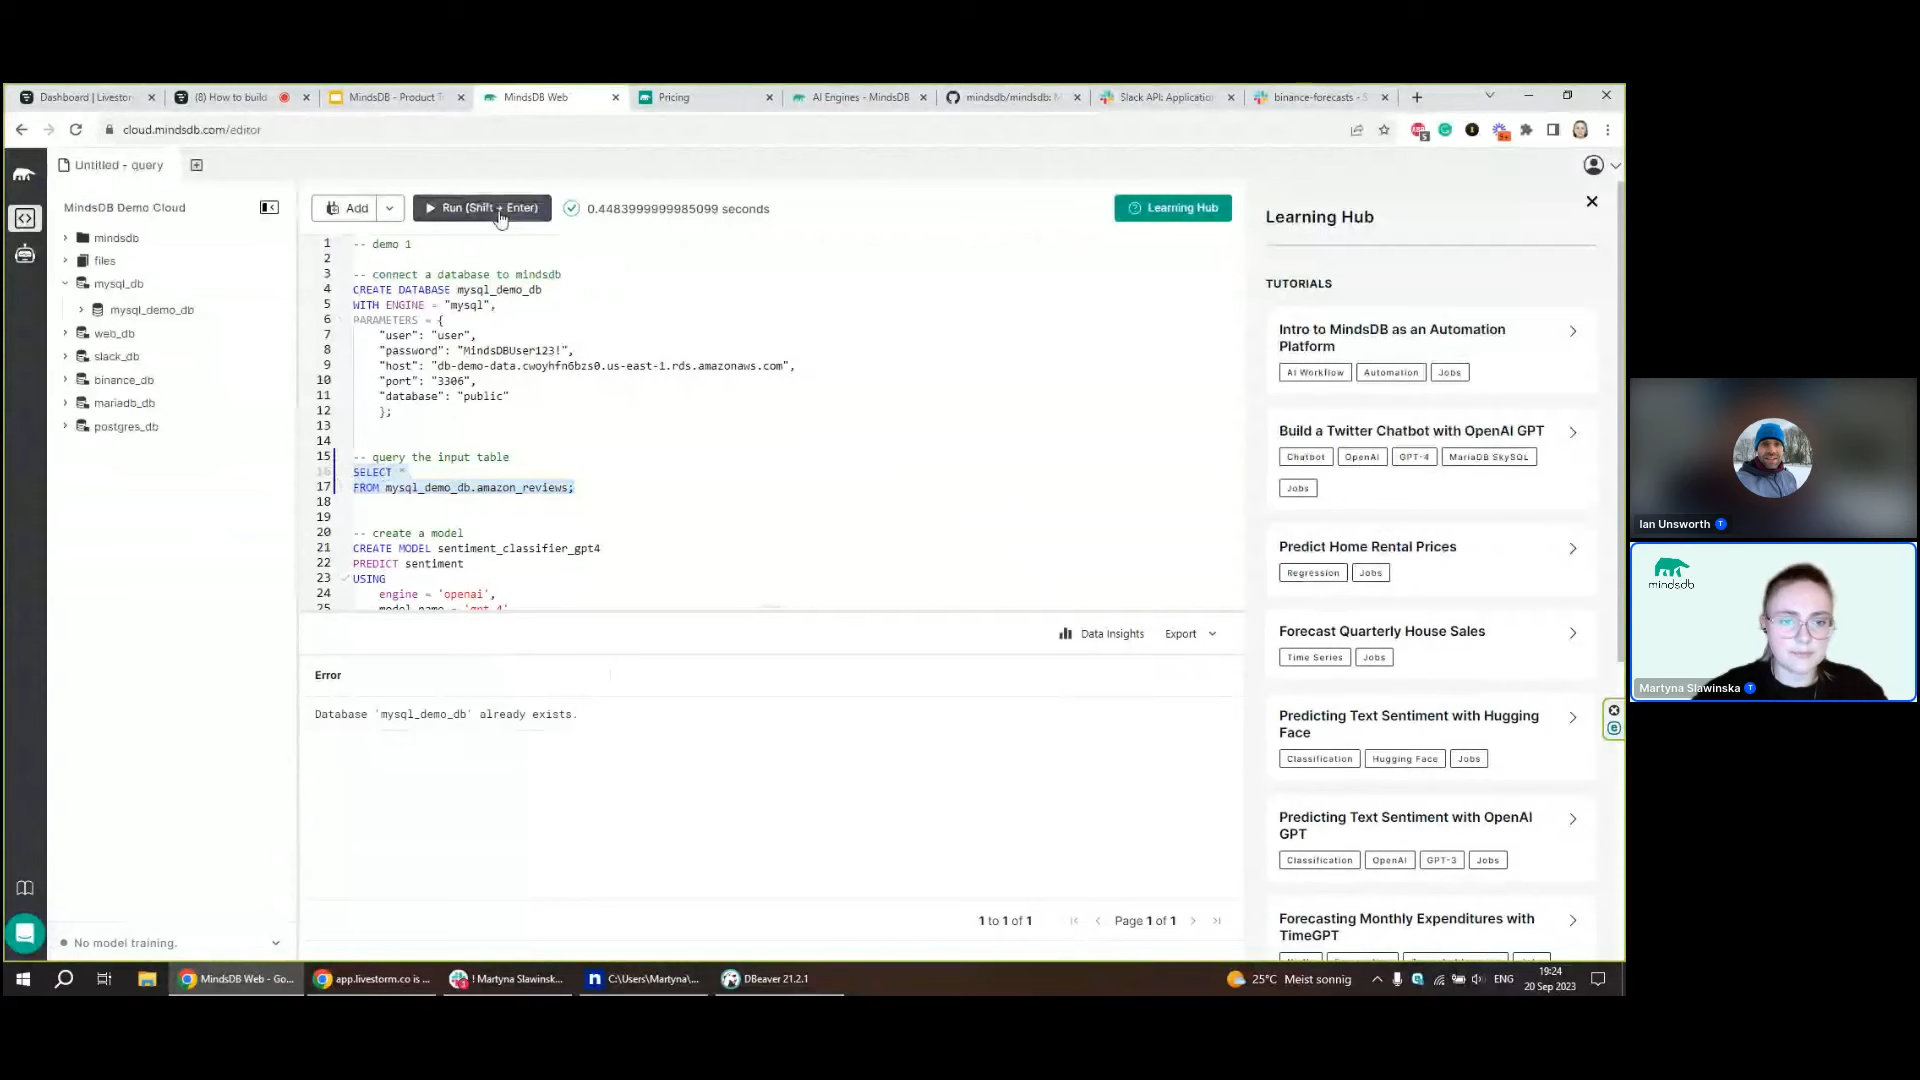 Dashboard | Livestor
(8) How to build
MindsDB - Product T
MindsDB Web
Pricing
AI Engines - MindsDB
mindsdb/mindsdb: M
Slack API: Applicatio
binance-forecasts - S
cloud.mindsdb.com/editor
Untitled - query
MindsDB Demo Cloud
mindsdb
files
mysql_db
mysql_demo_db
web_db
slack_db
binance_db
mariadb_db
postgres_db
No model training.
Add
Run (Shift + Enter)
0.4483999999985099 seconds
Learning Hub
1 -- demo 1
2
3 -- connect a database to mindsdb
4 CREATE DATABASE mysql_demo_db
5 WITH ENGINE = "mysql",
6 PARAMETERS = {
7 "user": "user",
8 "password": "MindsDBUser123!",
9 "host": "db-demo-data.cwoyhfn6bzs0.us-east-1.rds.amazonaws.com",
10 "port": "3306",
11 "database": "public"
12 };
13
14
15 -- query the input table
16 SELECT *
17 FROM mysql_demo_db.amazon_reviews;
18
19
20 -- create a model
21 CREATE MODEL sentiment_classifier_gpt4
22 PREDICT sentiment
23 USING
24 engine = 'openai',
25 model_name = 'gpt-4',
Data Insights
Export
Error
Database 'mysql_demo_db' already exists.
1 to 1 of 1
Page 1 of 1
Learning Hub
TUTORIALS
Intro to MindsDB as an Automation
Platform
AI Workflow Automation Jobs
Build a Twitter Chatbot with OpenAI GPT
Chatbot OpenAI GPT-4 MariaDB SkySQL
Jobs
Predict Home Rental Prices
Regression Jobs
Forecast Quarterly House Sales
Time Series Jobs
Predicting Text Sentiment with Hugging
Face
Classification Hugging Face Jobs
Predicting Text Sentiment with OpenAI
GPT
Classification OpenAI GPT-3 Jobs
Forecasting Monthly Expenditures with
TimeGPT
Ian Unsworth
mindsdb
Martyna Slawinska
MindsDB Web - Go...
app.livestorm.co is ...
! Martyna Slawinsk...
C:\Users\Martyna\...
DBeaver 21.2.1
25°C Meist sonnig
ENG
19:24
20 Sep 2023